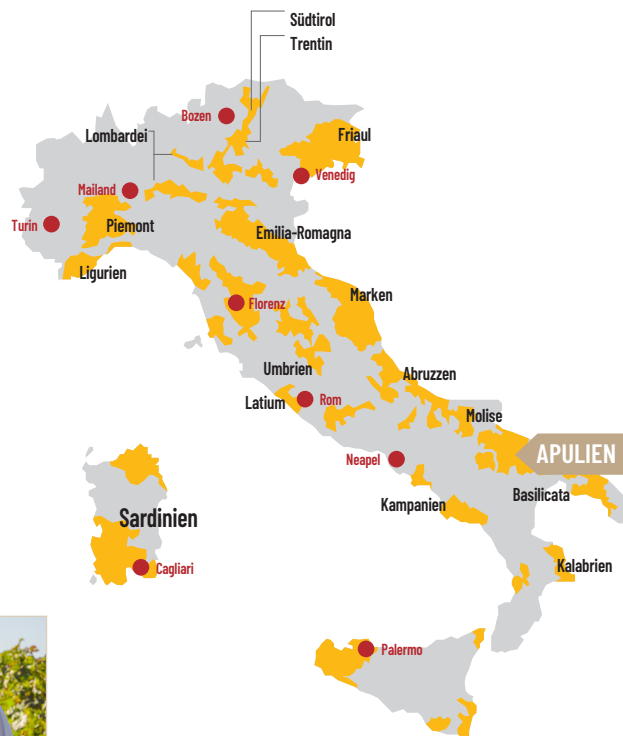 Südtirol
Trentin
Bozen
Lombardei
Friaul
Venedig
Mailand
Turin
Piemont
Emilia-Romagna
Ligurien
Marken
Florenz
Umbrien
Abruzzen
Latium
Rom
Molise
Neapel
APULIEN
Basilicata
Kampanien
Sardinien
Cagliari
Kalabrien
Palermo